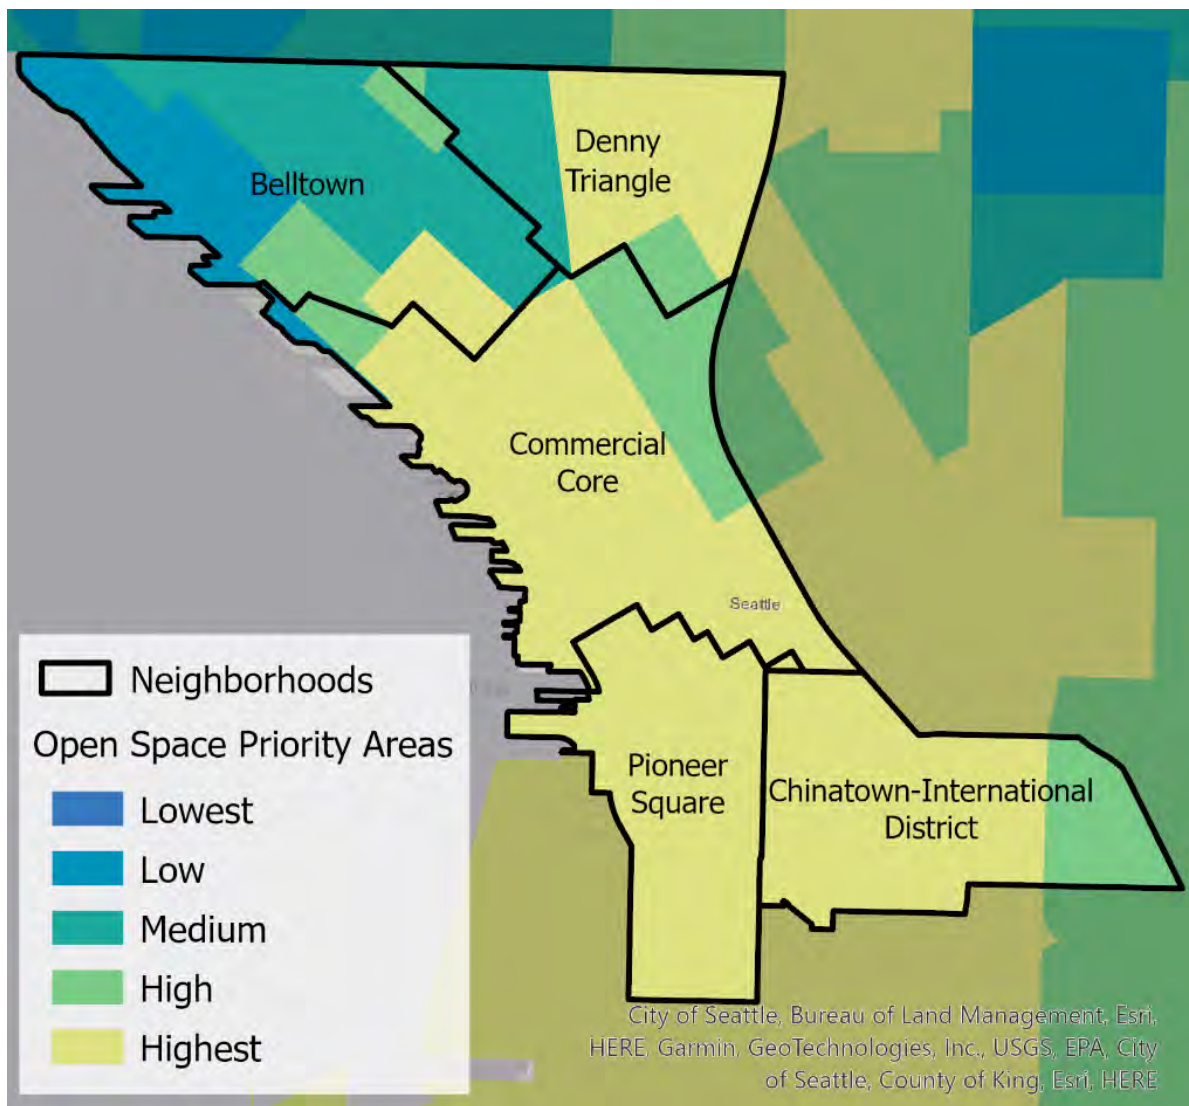 Denny
Triangle
Belltown
Commercial
Core
Seattle
Neighborhoods
Open Space Priority Areas
Lowest
Low
Medium
High
Highest
Pioneer
Square
Chinatown-International
District
City of Seattle, Bureau of Land Management, Esri,
HERE, Garmin, GeoTechnologies, Inc., USGS, EPA, City
of Seattle, County of King, Esri, HERE